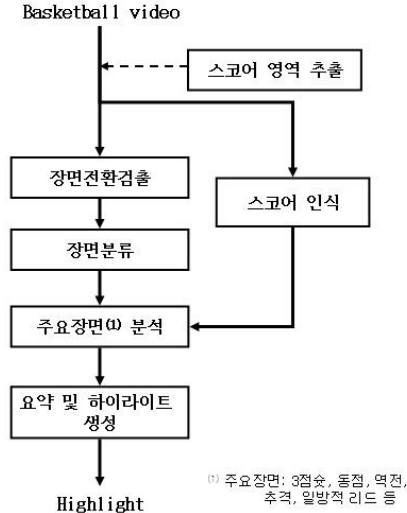 Basketball video
스코어 영역 추출
장면전환검출
스코어 인식
장면분류
주요장면(1) 분석
요약 및 하이라이트
생성
Highlight
(1) 주요장면: 3점슛, 동점, 역전,
추격, 일방적 리드 등